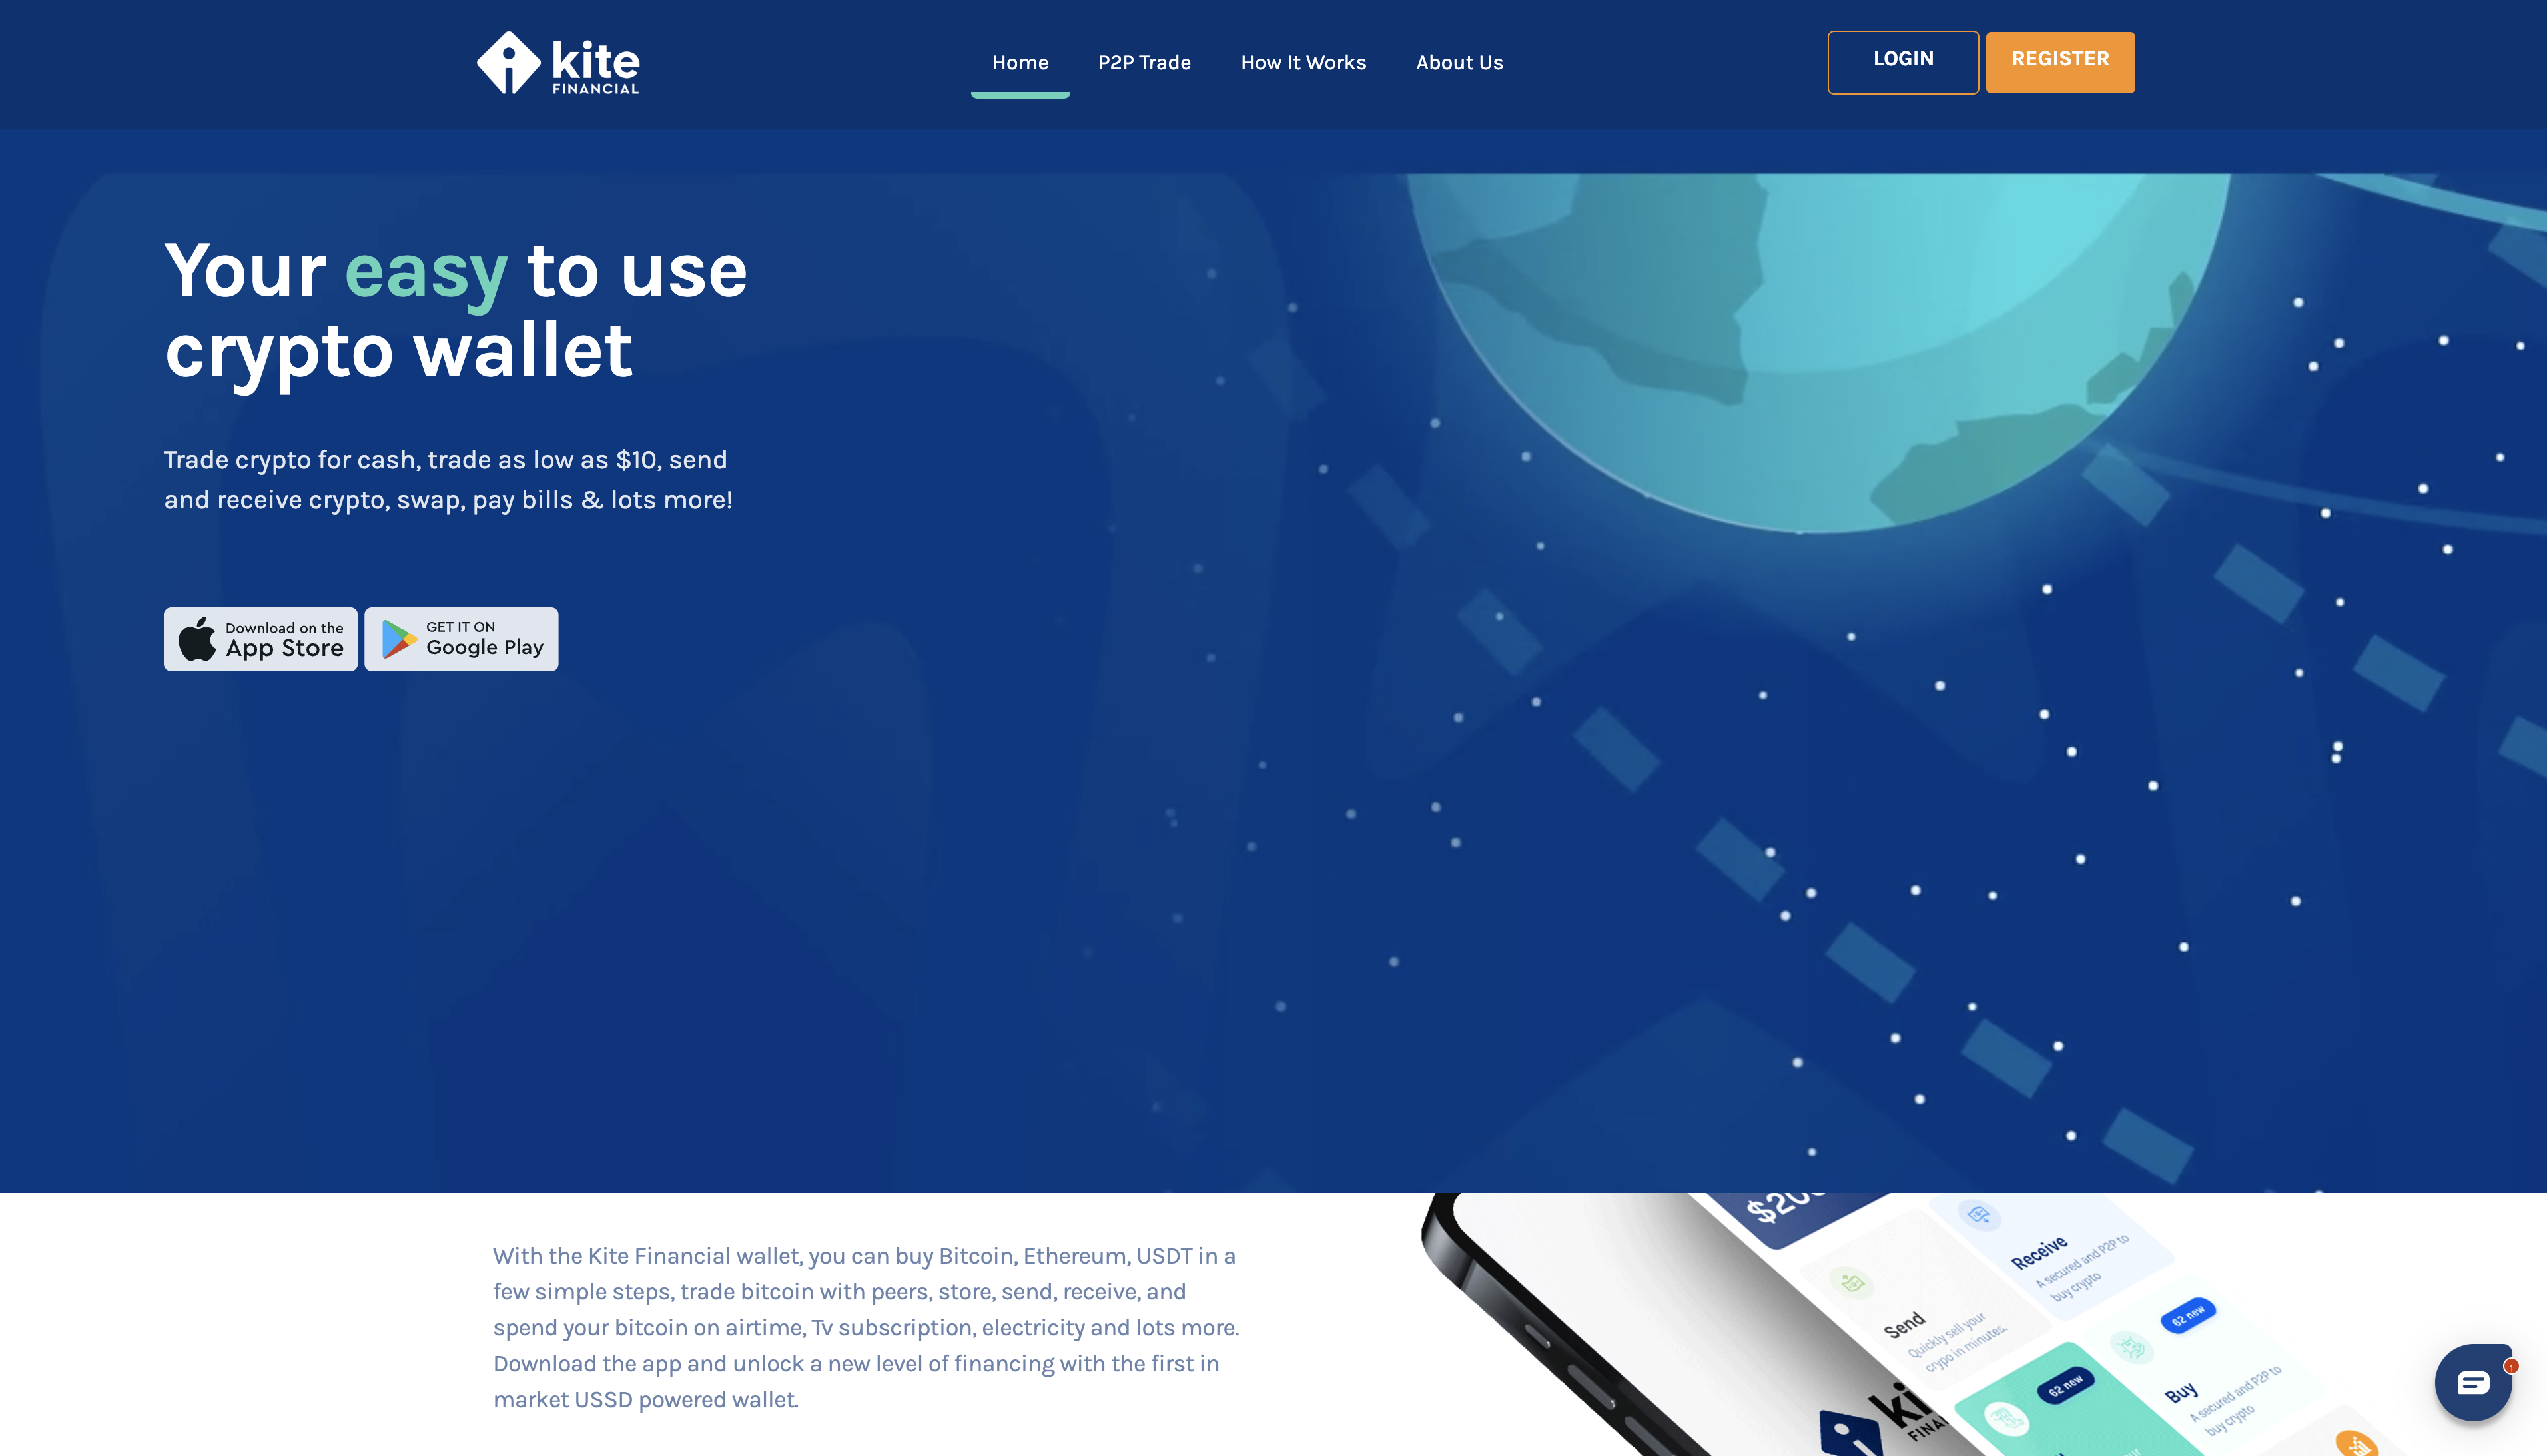 kite
FINANCIAL
Home
P2P Trade
How It Works
About Us
LOGIN
REGISTER
Your easy to use
crypto wallet
Trade crypto for cash, trade as low as $10, send
and receive crypto, swap, pay bills & lots more!
Download on the
App Store
GET IT ON
Google Play
With the Kite Financial wallet, you can buy Bitcoin, Ethereum, USDT in a
few simple steps, trade bitcoin with peers, store, send, receive, and
spend your bitcoin on airtime, Tv subscription, electricity and lots more.
Download the app and unlock a new level of financing with the first in
market USSD powered wallet.
Receive
A secured and P2P to
buy crypto
Send
Quickly sell your
crypo in minutes.
62 new
Buy
A secured and P2P to
buy crypto
62 new
1